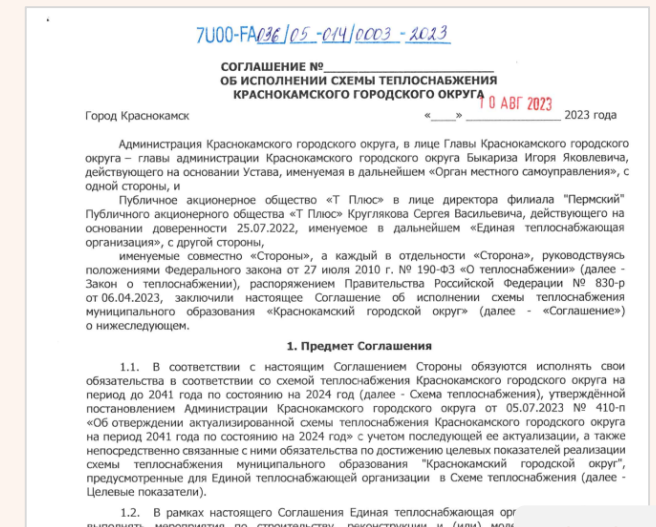 7U00-FA036/05-014/0003-2023
СОГЛАШЕНИЕ №
ОБ ИСПОЛНЕНИИ СХЕМЫ ТЕПЛОСНАБЖЕНИЯ
КРАСНОКАМСКОГО ГОРОДСКОГО ОКРУГА
10 АВГ 2023
Город Краснокамск «____» ________________ 2023 года
Администрация Краснокамского городского округа, в лице Главы Краснокамского городского
округа – главы администрации Краснокамского городского округа Быкариза Игоря Яковлевича,
действующего на основании Устава, именуемая в дальнейшем «Орган местного самоуправления», с
одной стороны, и
Публичное акционерное общество «Т Плюс» в лице директора филиала "Пермский"
Публичного акционерного общества «Т Плюс» Круглякова Сергея Васильевича, действующего на
основании доверенности 25.07.2022, именуемое в дальнейшем «Единая теплоснабжающая
организация», с другой стороны,
именуемые совместно «Стороны», а каждый в отдельности «Сторона», руководствуясь
положениями Федерального закона от 27 июля 2010 г. № 190-ФЗ «О теплоснабжении» (далее -
Закон о теплоснабжении), распоряжением Правительства Российской Федерации № 830-р
от 06.04.2023, заключили настоящее Соглашение об исполнении схемы теплоснабжения
муниципального образования «Краснокамский городской округ» (далее - «Соглашение»)
о нижеследующем.
1. Предмет Соглашения
1.1. В соответствии с настоящим Соглашением Стороны обязуются исполнять свои
обязательства в соответствии со схемой теплоснабжения Краснокамского городского округа на
период до 2041 года по состоянию на 2024 год (далее - Схема теплоснабжения), утверждённой
постановлением Администрации Краснокамского городского округа от 05.07.2023 № 410-п
«Об отверждении актуализированной схемы теплоснабжения Краснокамского городского округа
на период 2041 года по состоянию на 2024 год» с учетом последующей ее актуализации, а также
непосредственно связанные с ними обязательства по достижению целевых показателей реализации
схемы теплоснабжения муниципального образования "Краснокамский городской округ",
предусмотренные для Единой теплоснабжающей организации в Схеме теплоснабжения (далее -
Целевые показатели).
1.2. В рамках настоящего Соглашения Единая теплоснабжающая орг
выполнять мероприятия по строительству, реконструкции и (или) мод